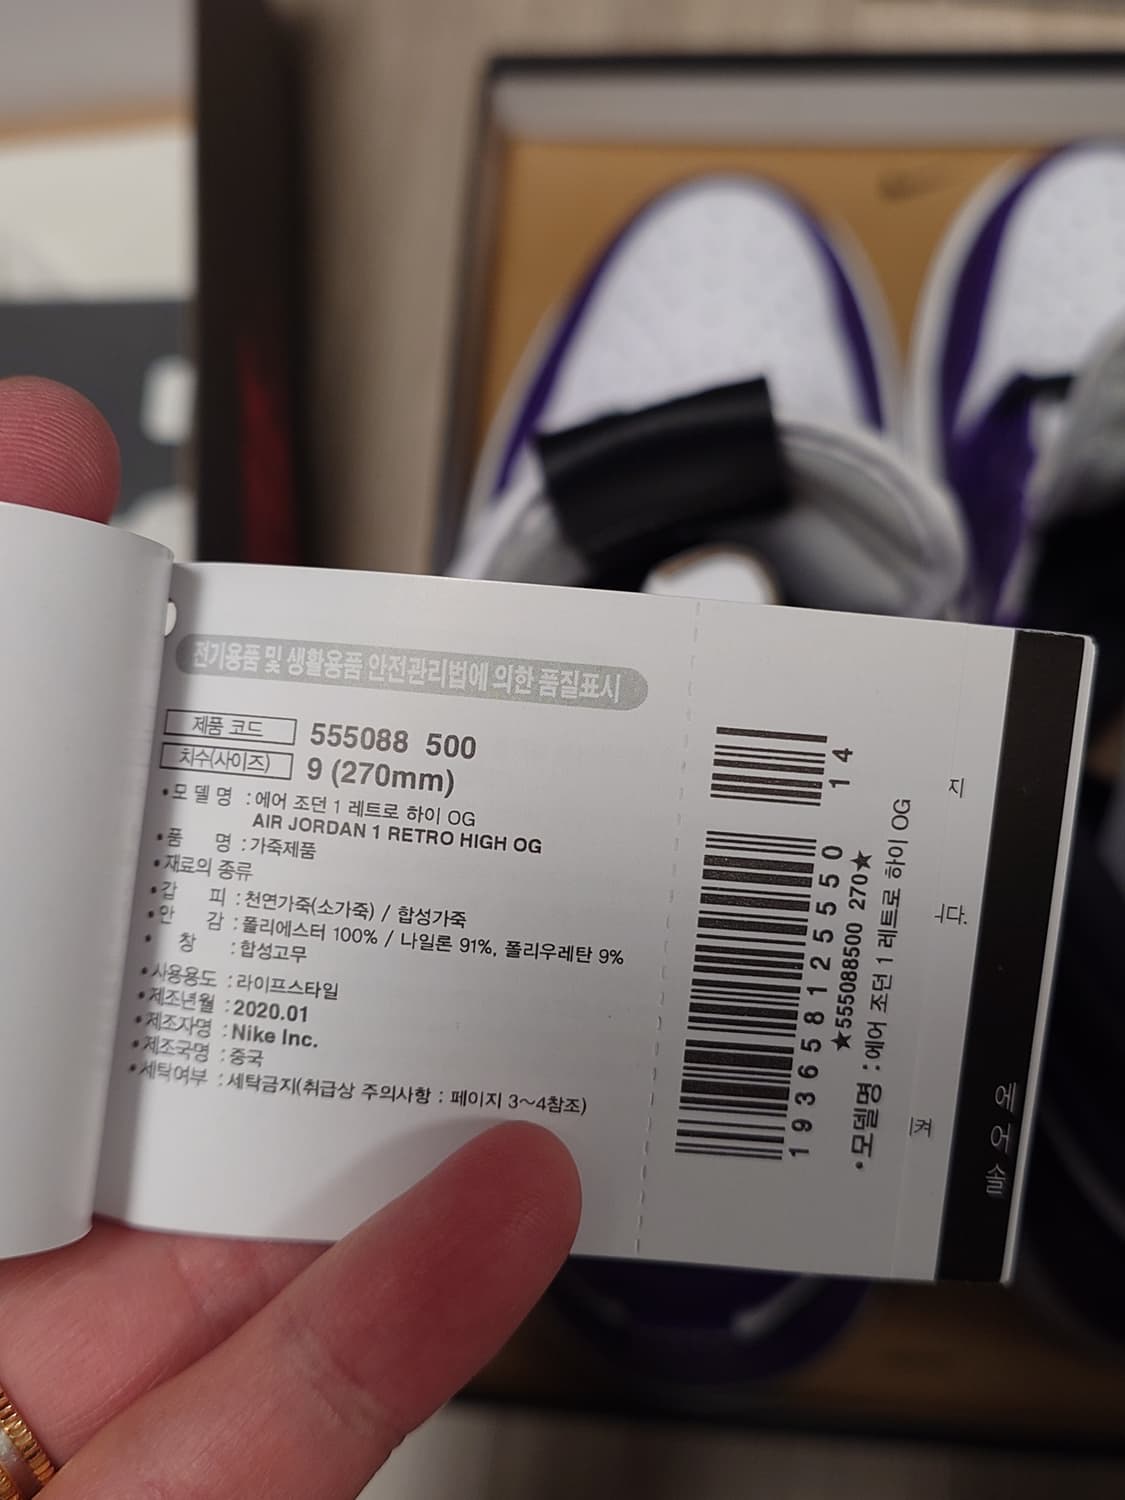 전기용품 및 생활용품 안전관리법에 의한 품질표시
제품 코드 555088 500
치수(사이즈) 9 (270mm)
•모 델 명 : 에어 조던 1 레트로 하이 OG
AIR JORDAN 1 RETRO HIGH OG
•품 명 : 가죽제품
•재료의 종류
•갑 피 : 천연가죽(소가죽) / 합성가죽
•안 감 : 폴리에스터 100% / 나일론 91%, 폴리우레탄 9%
• 창 : 합성고무
•사용용도 : 라이프스타일
•제조년월 : 2020.01
•제조자명 : Nike Inc.
•제조국명 : 중국
•세탁여부 : 세탁금지(취급상 주의사항 : 페이지 3~4참조)
14
193658125550
★555088500 270★
•모델명 : 에어 조던 1 레트로 하이 OG
지
다.
켜
에 어 솔